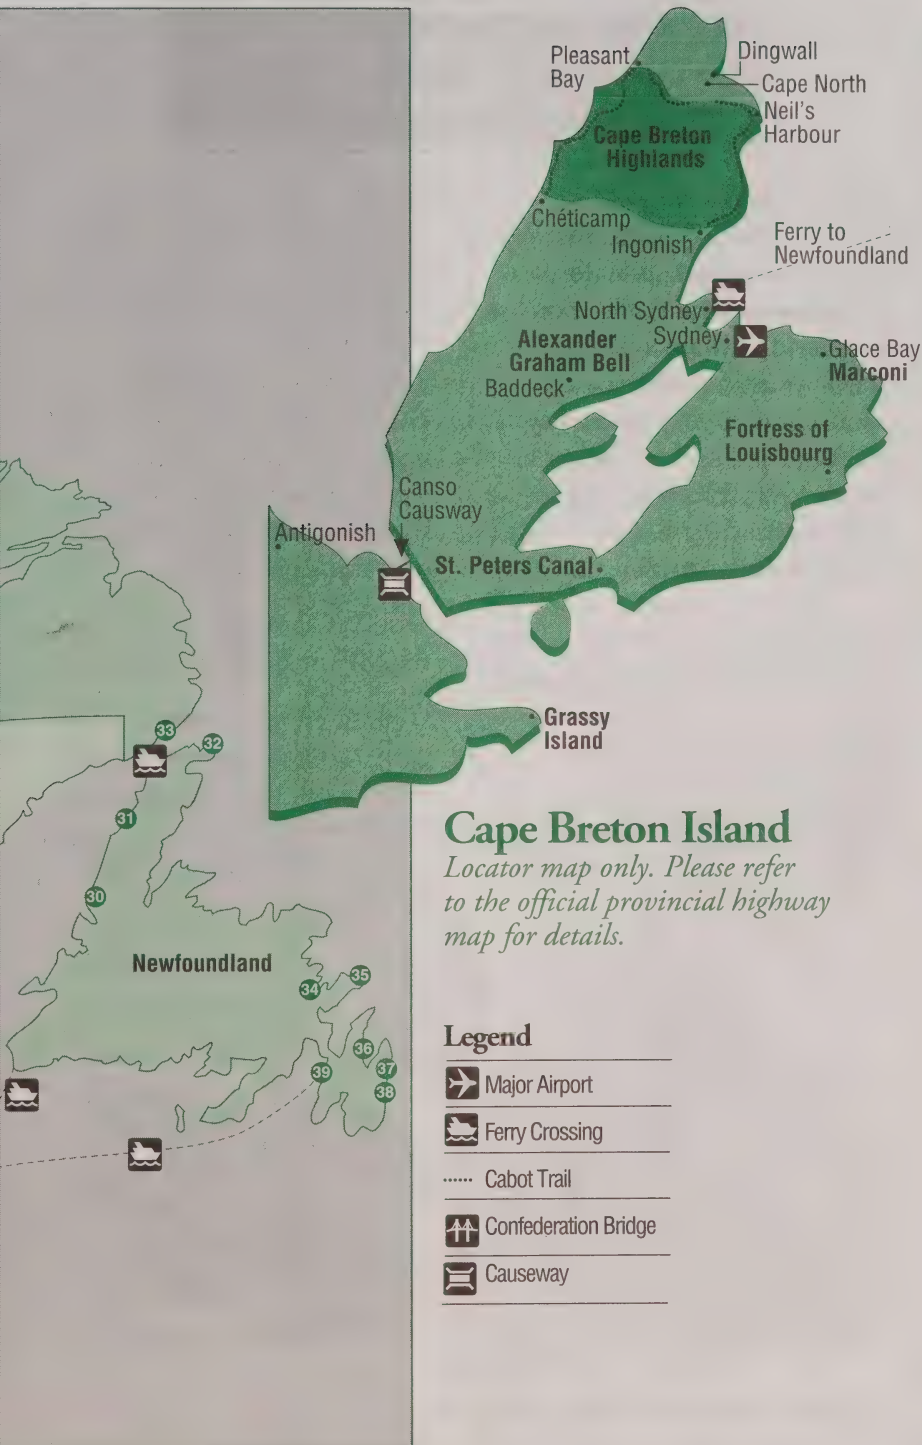 Pleasant
Bay
Dingwall
Cape North
Neil's
Harbour
Cape Breton
Highlands
Chéticamp
Ingonish
Ferry to
Newfoundland
North Sydney
Sydney
Alexander
Graham Bell
Baddeck
Glace Bay
Marconi
Fortress of
Louisbourg
Canso
Causway
Antigonish
St. Peters Canal
Grassy
Island
33
32
31
30
Newfoundland
34
35
36
37
38
39
Cape Breton Island
Locator map only. Please refer
to the official provincial highway
map for details.
Legend
Major Airport
Ferry Crossing
Cabot Trail
Confederation Bridge
Causeway